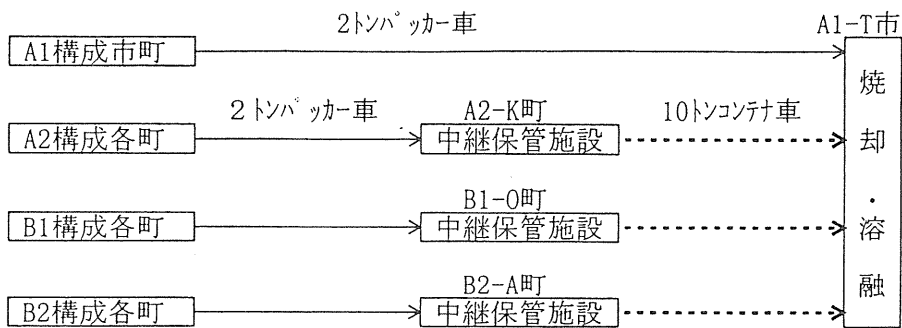 2トンパッカー車 A1-T市
A1構成市町
2トンパッカー車 A2-K町 10トンコンテナ車
A2構成各町 中継保管施設
B1-O町
B1構成各町 中継保管施設
B2-A町
B2構成各町 中継保管施設
焼却・溶融